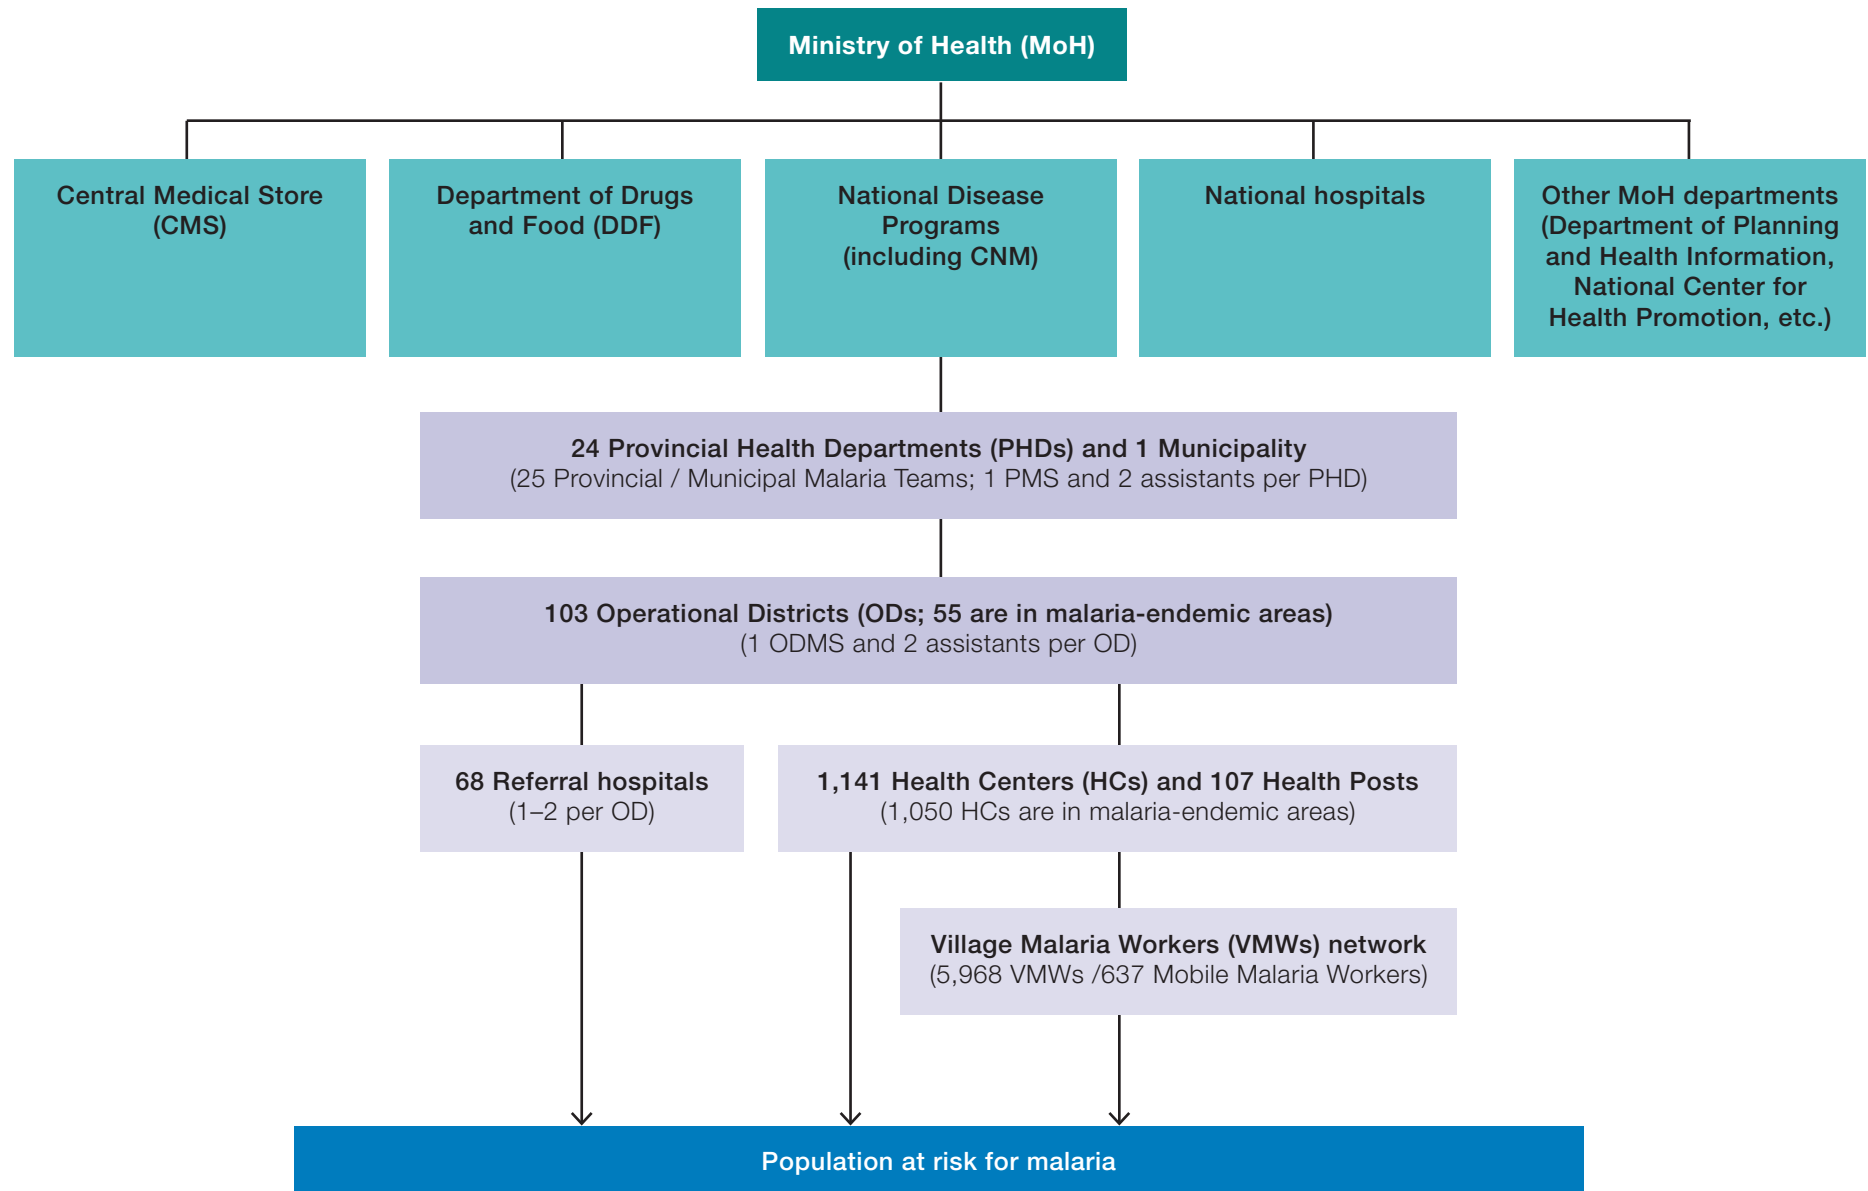 Ministry of Health (MoH)
Central Medical Store
(CMS)
Department of Drugs
and Food (DDF)
National Disease
Programs
(including CNM)
National hospitals
Other MoH departments
(Department of Planning
and Health Information,
National Center for
Health Promotion, etc.)
24 Provincial Health Departments (PHDs) and 1 Municipality
(25 Provincial / Municipal Malaria Teams; 1 PMS and 2 assistants per PHD)
103 Operational Districts (ODs; 55 are in malaria-endemic areas)
(1 ODMS and 2 assistants per OD)
68 Referral hospitals
(1–2 per OD)
1,141 Health Centers (HCs) and 107 Health Posts
(1,050 HCs are in malaria-endemic areas)
Village Malaria Workers (VMWs) network
(5,968 VMWs /637 Mobile Malaria Workers)
Population at risk for malaria